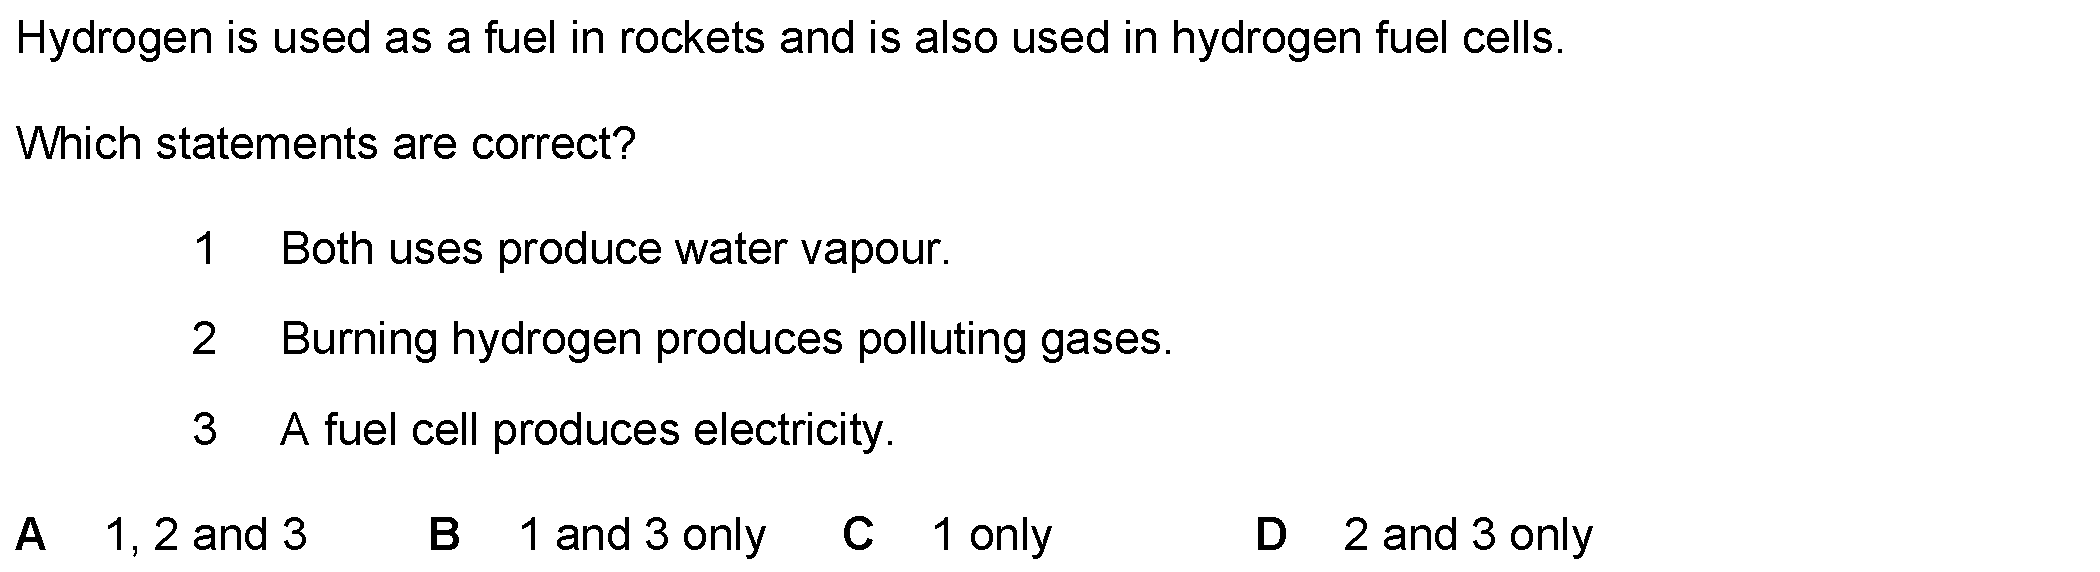 Hydrogen is used as a fuel in rockets and is also used in hydrogen fuel cells.
Which statements are correct?
1 Both uses produce water vapour.
2 Burning hydrogen produces polluting gases.
3 A fuel cell produces electricity.
A 1, 2 and 3 B 1 and 3 only C 1 only D 2 and 3 only